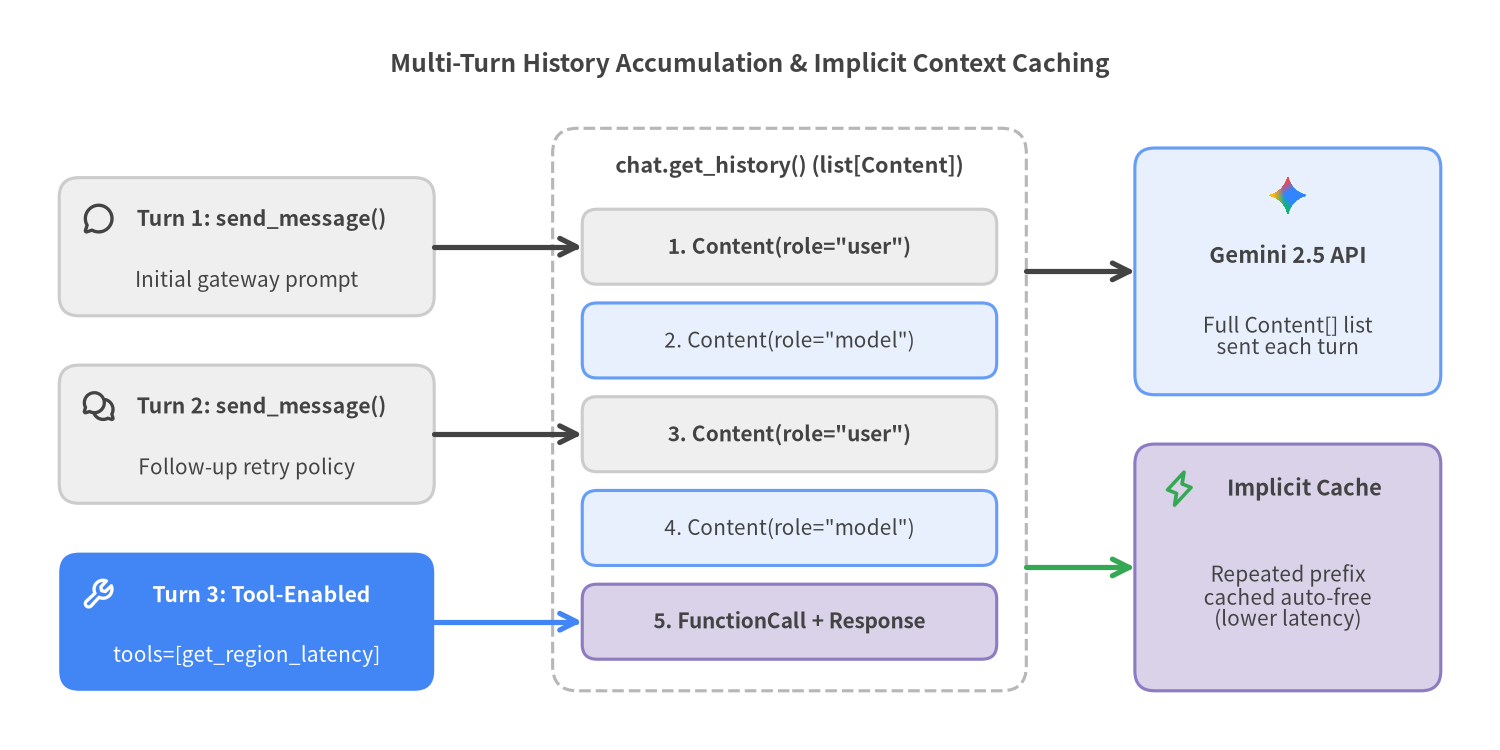 Multi-Turn History Accumulation & Implicit Context Caching
Turn 1: send_message()
Initial gateway prompt
Turn 2: send_message()
Follow-up retry policy
Turn 3: Tool-Enabled
tools=[get_region_latency]
chat.get_history() (list[Content])
1. Content(role="user")
2. Content(role="model")
3. Content(role="user")
4. Content(role="model")
5. FunctionCall + Response
Gemini 2.5 API
Full Content[] list
sent each turn
Implicit Cache
Repeated prefix
cached auto-free
(lower latency)